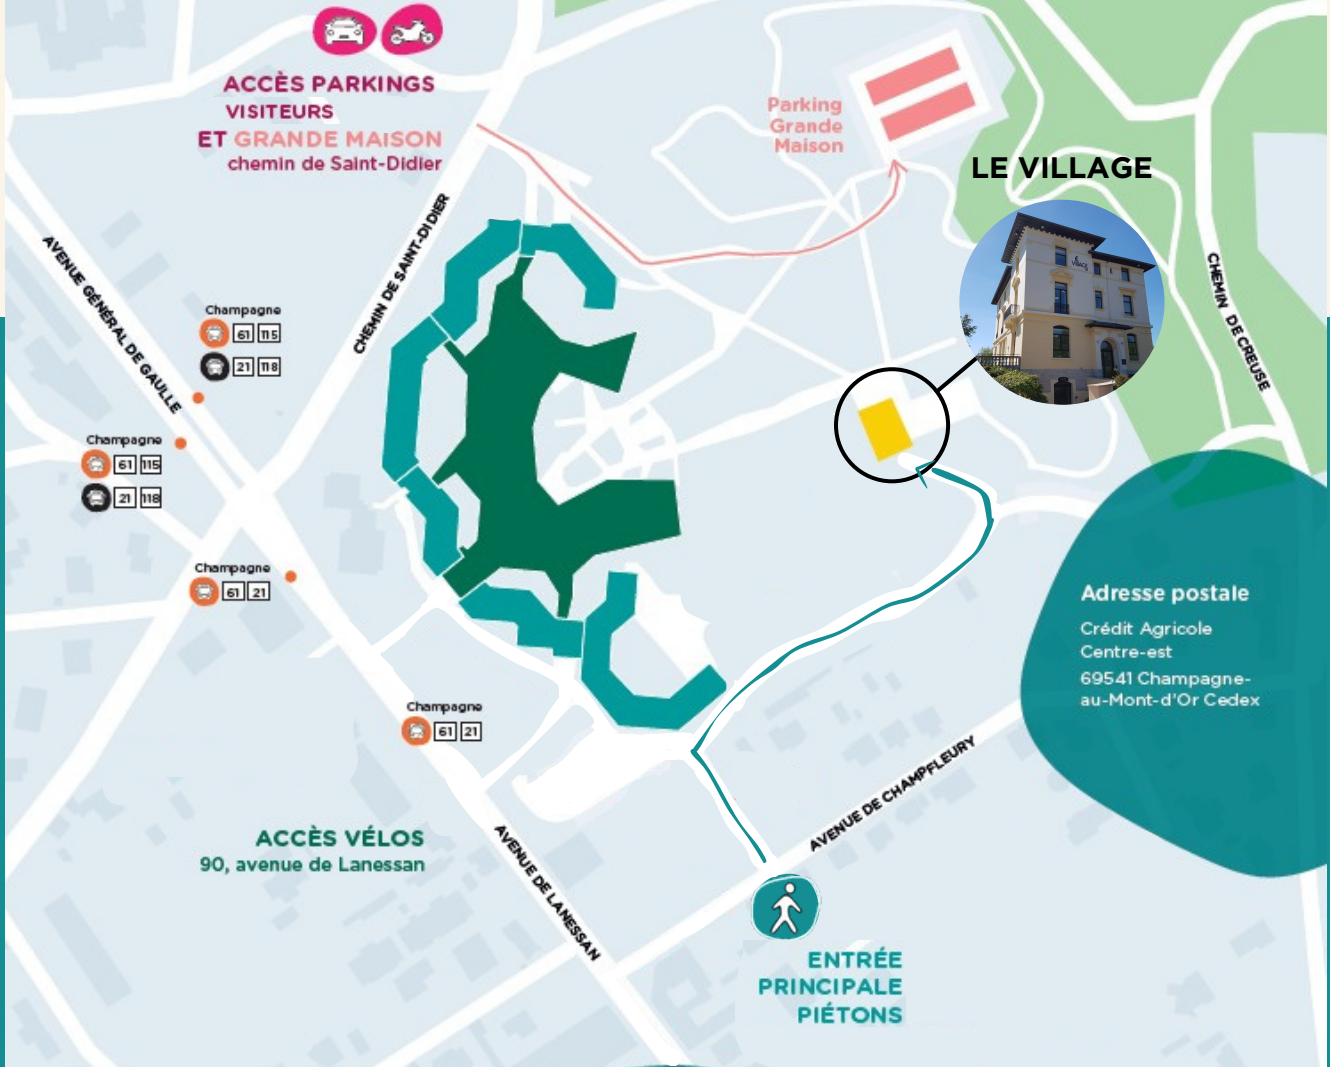 ACCÈS PARKINGS
VISITEURS
ET GRANDE MAISON
chemin de Saint-Didier
Parking
Grande
Maison
LE VILLAGE
VILLAGE
AVENUE GÉNÉRAL DE GAULLE
CHEMIN DE SAINT-DIDIER
CHEMIN DE CREUSE
Champagne
61 115
21 118
Champagne
61 115
21 118
Champagne
61 21
Champagne
61 21
Adresse postale
Crédit Agricole
Centre-est
69541 Champagne-
au-Mont-d'Or Cedex
AVENUE DE CHAMPFLEURY
ACCÈS VÉLOS
90, avenue de Lanessan
AVENUE DE LANESSAN
ENTRÉE
PRINCIPALE
PIÉTONS